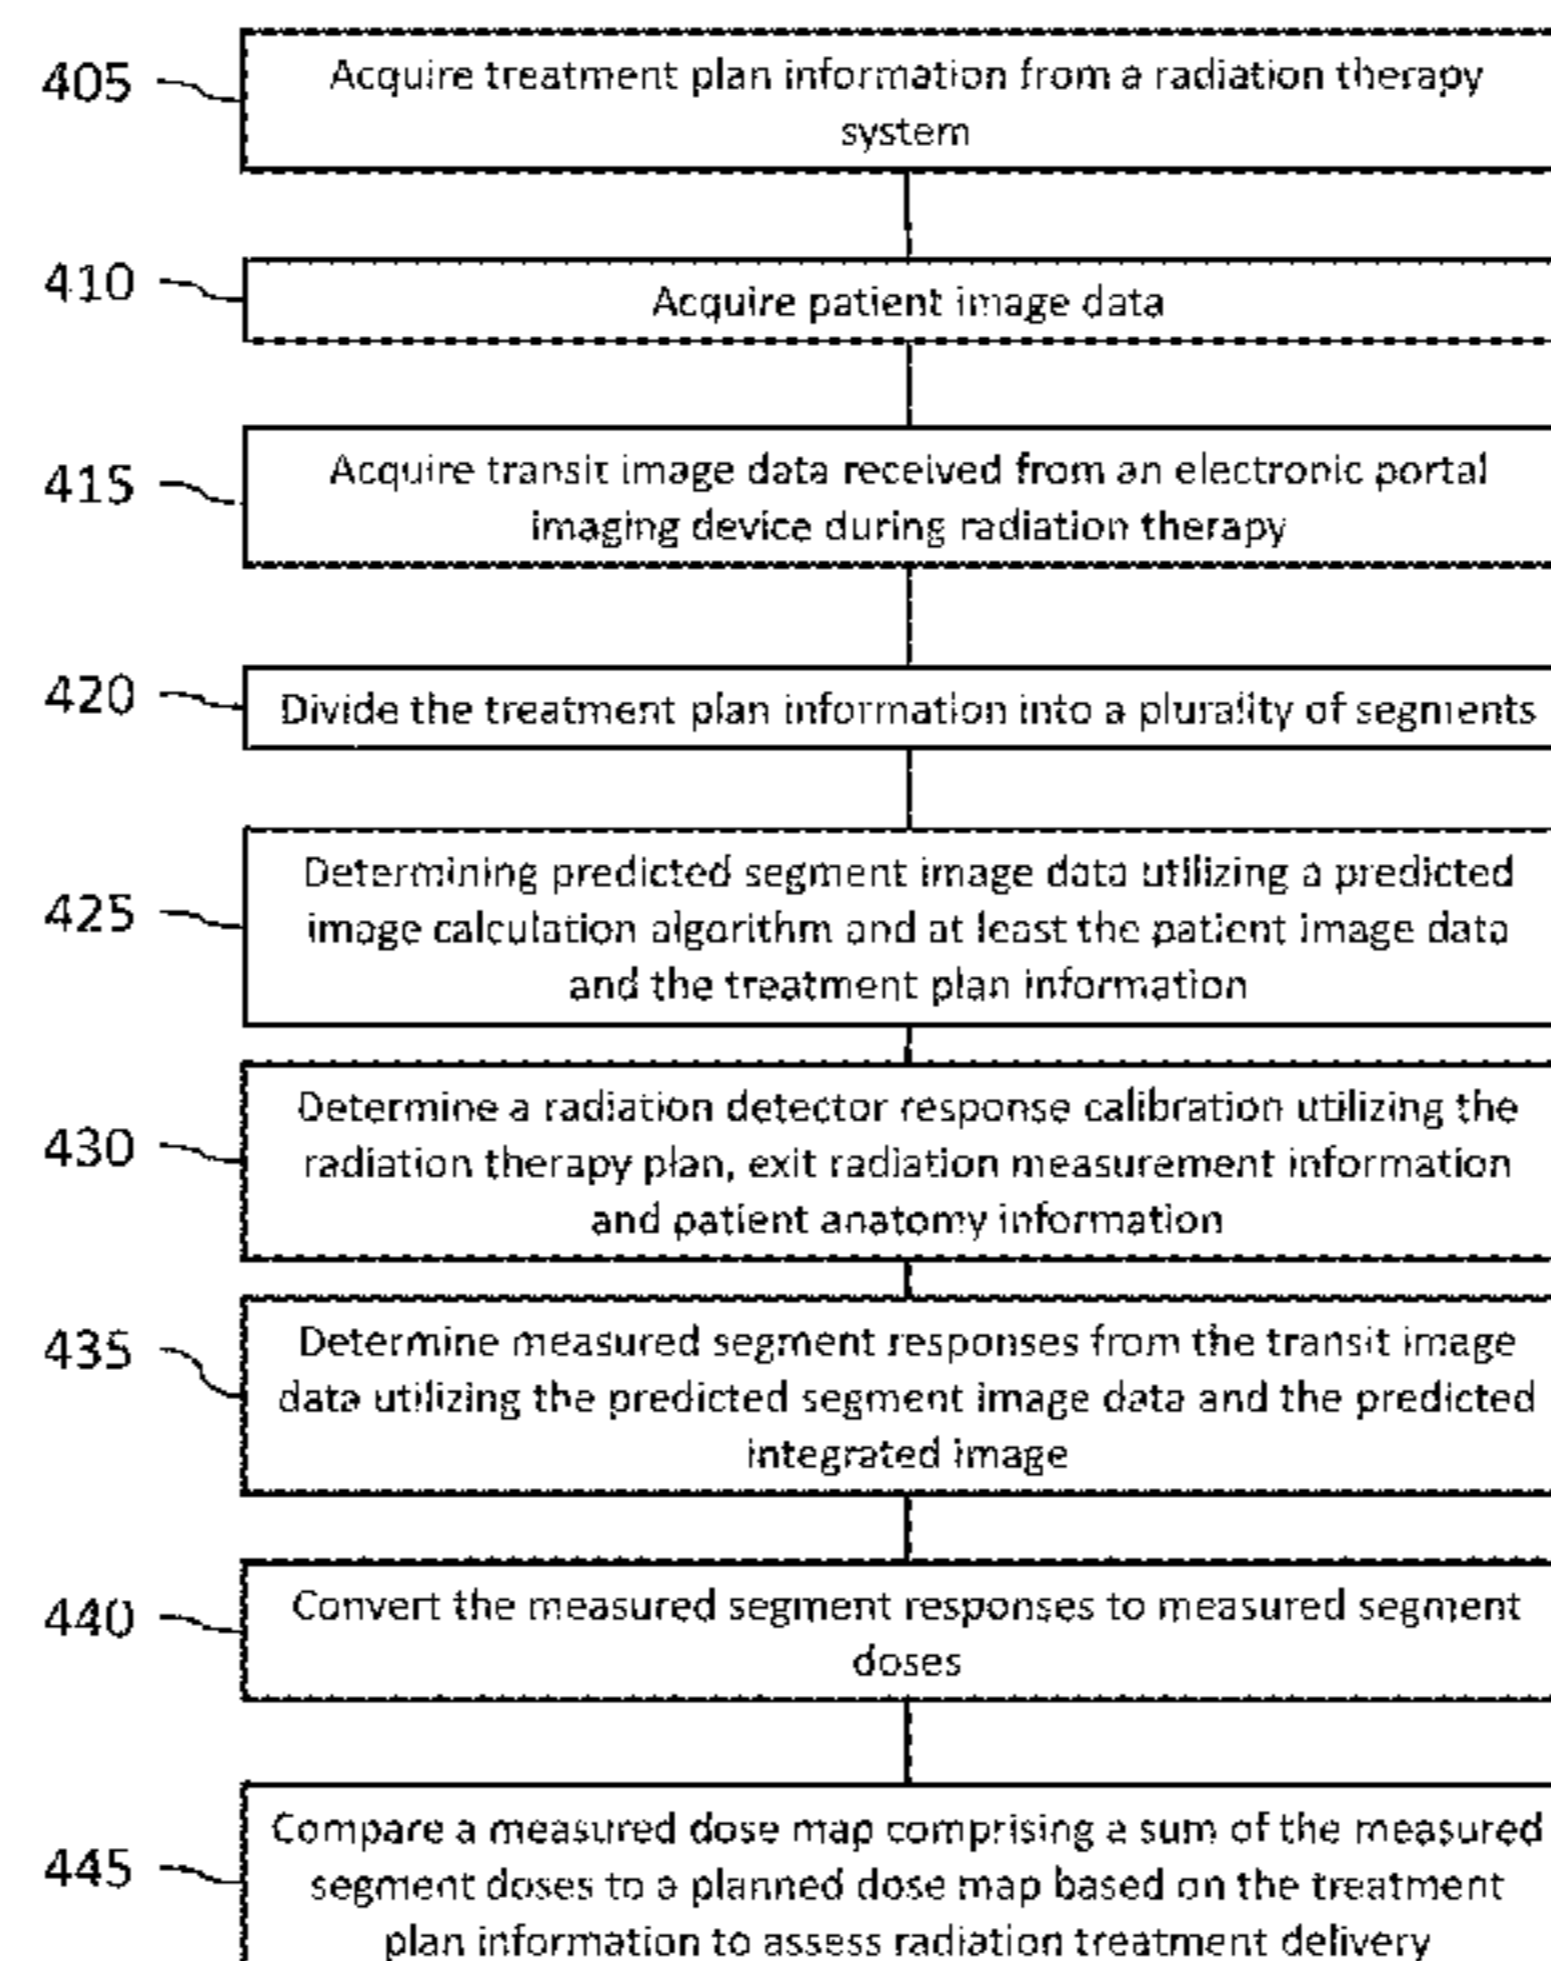 405
Acquire treatment plan information from a radiation therapy
system
410
Acquire patient image data
415
Acquire transit image data received from an electronic portal
imaging device during radiation therapy
420
Divide the treatment plan information into a plurality of segments
425
Determining predicted segment image data utilizing a predicted
image calculation algorithm and at least the patient image data
and the treatment plan information
430
Determine a radiation detector response calibration utilizing the
radiation therapy plan, exit radiation measurement information
and patient anatomy information
435
Determine measured segment responses from the transit image
data utilizing the predicted segment image data and the predicted
integrated image
440
Convert the measured segment responses to measured segment
doses
445
Compare a measured dose map comprising a sum of the measured
segment doses to a planned dose map based on the treatment
plan information to assess radiation treatment delivery